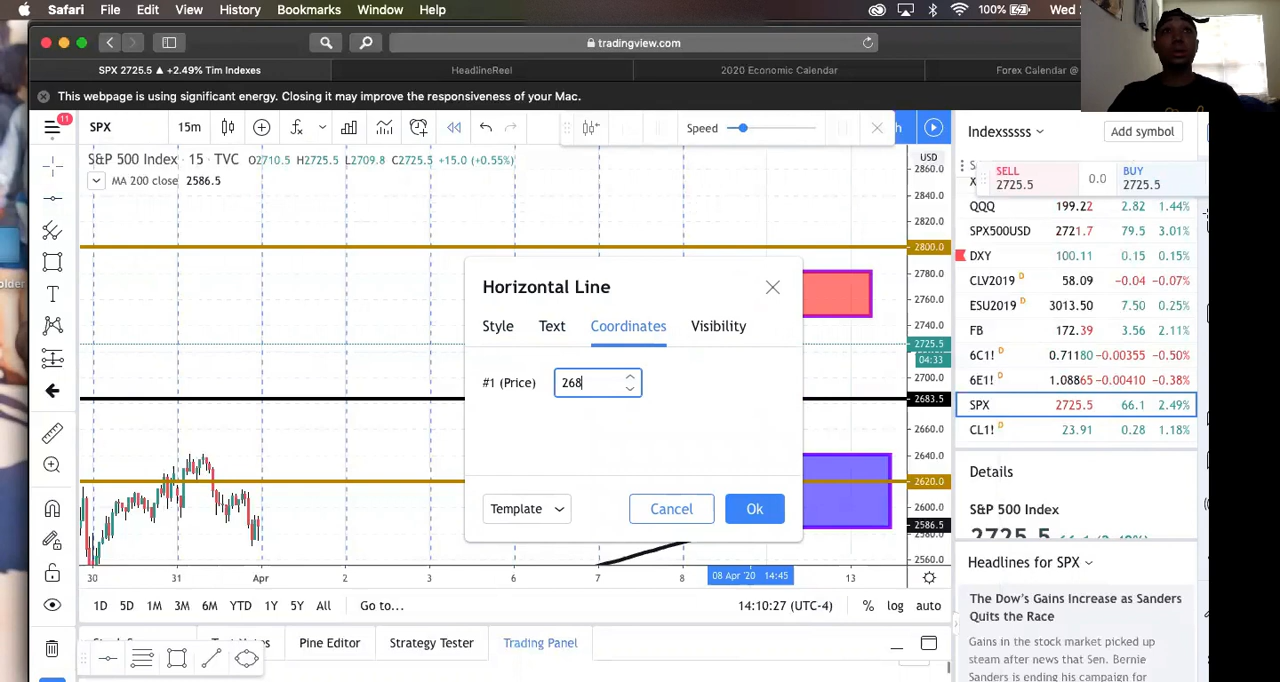 Safari File Edit View History Bookmarks Window Help 100% Wed
tradingview.com
SPX 2725.5 ▲ +2.49% Tim Indexes HeadlineReel 2020 Economic Calendar Forex Calendar @
This webpage is using significant energy. Closing it may improve the responsiveness of your Mac.
11 SPX 15m Speed h Indexsssss Add symbol
S&P 500 Index · 15 · TVC O2710.5 H2725.5 L2709.8 C2725.5 +15.0 (+0.55%) USD
MA 200 close 2586.5
SELL 2725.5 0.0 BUY 2725.5
QQQ 199.22 2.82 1.44%
SPX500USD 2721.7 79.5 3.01%
DXY 100.11 0.15 0.15%
CLV2019 D 58.09 −0.04 −0.07%
ESU2019 D 3013.50 7.50 0.25%
FB 172.39 3.56 2.11%
6C1! D 0.71180 −0.00355 −0.50%
6E1! D 1.08865 −0.00410 −0.38%
SPX 2725.5 66.1 2.49%
CL1! D 23.91 0.28 1.18%
2860.0
2840.0
2820.0
2800.0
2780.0
2760.0
2740.0
2725.5
04:33
2700.0
2683.5
2660.0
2640.0
2620.0
2600.0
2586.5
2580.0
2560.0
Horizontal Line
Style Text Coordinates Visibility
#1 (Price) 268
Template Cancel Ok
30 31 Apr 2 3 6 7 8 08 Apr '20 14:45 13
1D 5D 1M 3M 6M YTD 1Y 5Y All Go to... 14:10:27 (UTC-4) % log auto
Pine Editor Strategy Tester Trading Panel
Details
S&P 500 Index
2725.5 66.1 (2.49%)
Headlines for SPX
The Dow's Gains Increase as Sanders
Quits the Race
Gains in the stock market picked up
steam after news that Sen. Bernie
Sanders is ending his campaign for